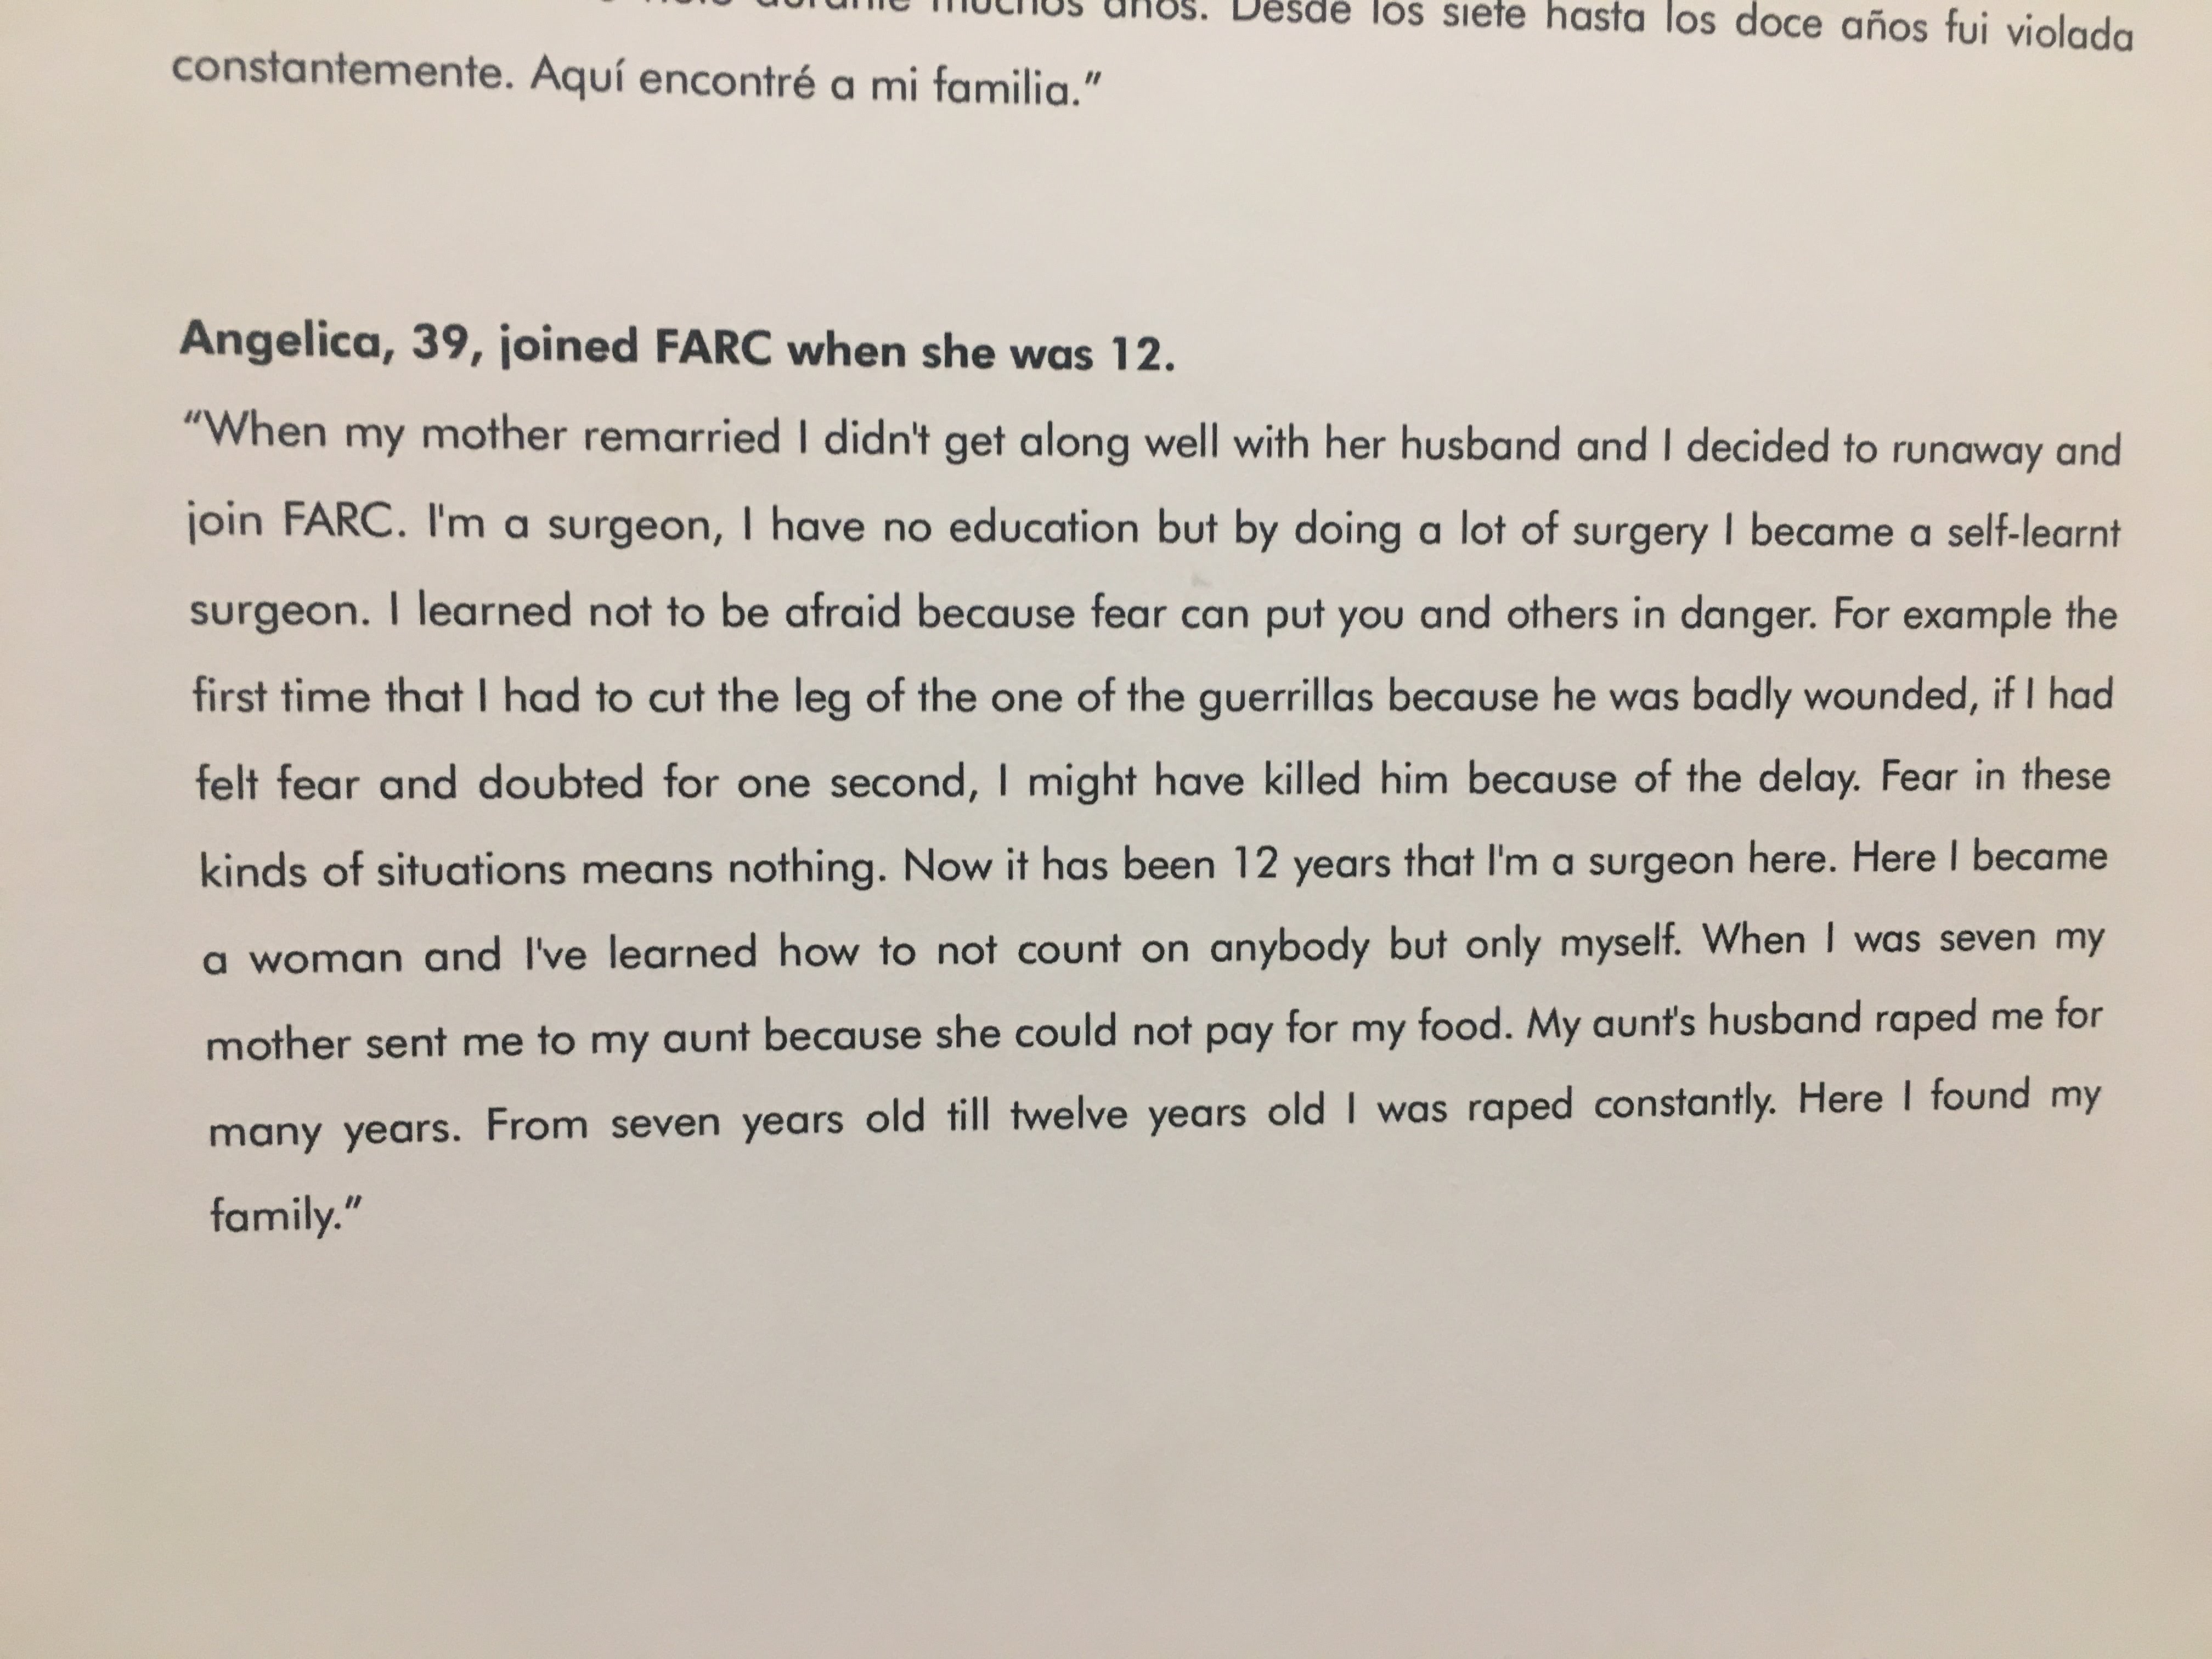 durante muchos años. Desde los siete hasta los doce años fui violada
constantemente. Aquí encontré a mi familia.”
Angelica, 39, joined FARC when she was 12.
“When my mother remarried I didn't get along well with her husband and I decided to runaway and
join FARC. I'm a surgeon, I have no education but by doing a lot of surgery I became a self-learnt
surgeon. I learned not to be afraid because fear can put you and others in danger. For example the
first time that I had to cut the leg of the one of the guerrillas because he was badly wounded, if I had
felt fear and doubted for one second, I might have killed him because of the delay. Fear in these
kinds of situations means nothing. Now it has been 12 years that I'm a surgeon here. Here I became
a woman and I've learned how to not count on anybody but only myself. When I was seven my
mother sent me to my aunt because she could not pay for my food. My aunt's husband raped me for
many years. From seven years old till twelve years old I was raped constantly. Here I found my
family.”